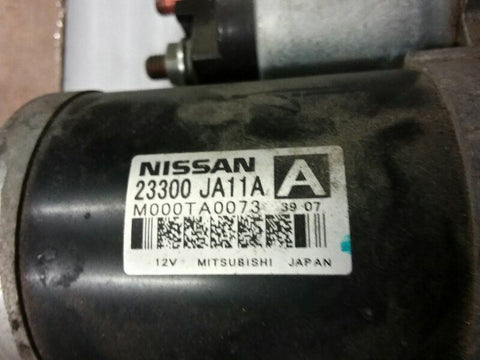 NISSAN A
23300 JA11A
M000TA0073 39 07
12V MITSUBISHI JAPAN